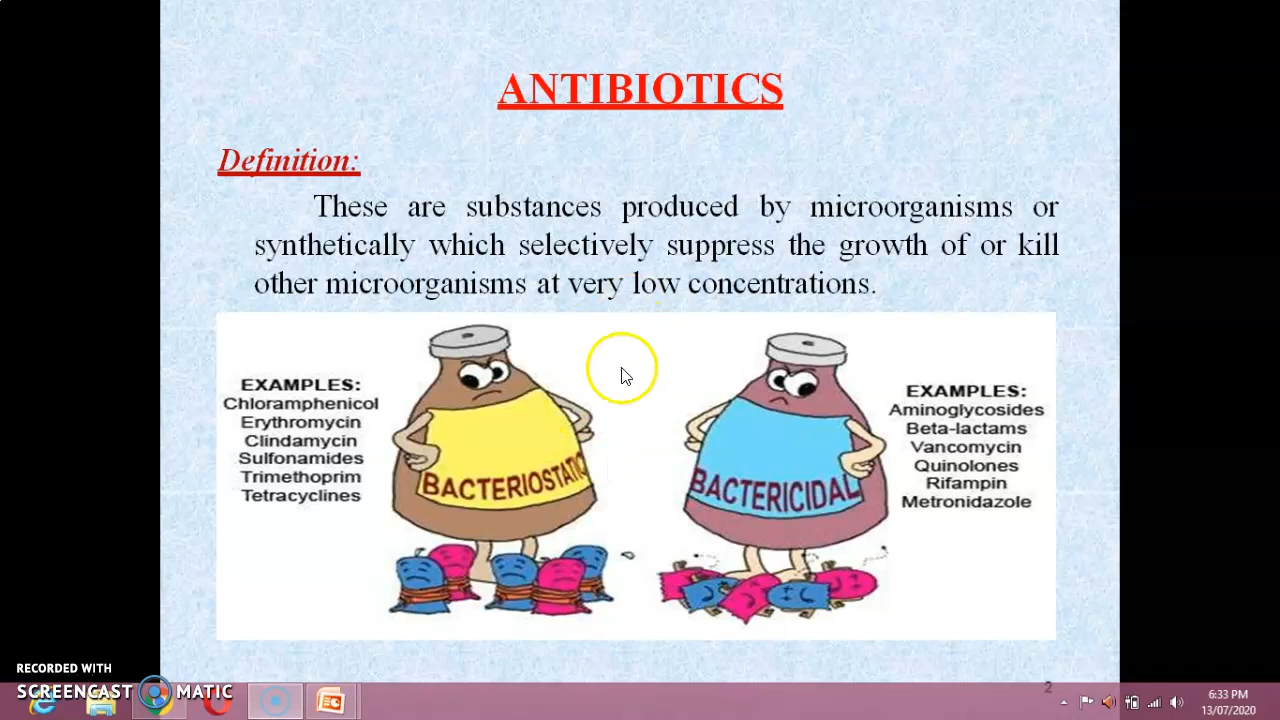 ANTIBIOTICS
Definition:
These are substances produced by microorganisms or
synthetically which selectively suppress the growth of or kill
other microorganisms at very low concentrations.
EXAMPLES:
Chloramphenicol
Erythromycin
Clindamycin
Sulfonamides
Trimethoprim
Tetracyclines
BACTERIOSTATIC
BACTERICIDAL
EXAMPLES:
Aminoglycosides
Beta-lactams
Vancomycin
Quinolones
Rifampin
Metronidazole
2
RECORDED WITH
SCREENCAST MATIC
6:33 PM
13/07/2020